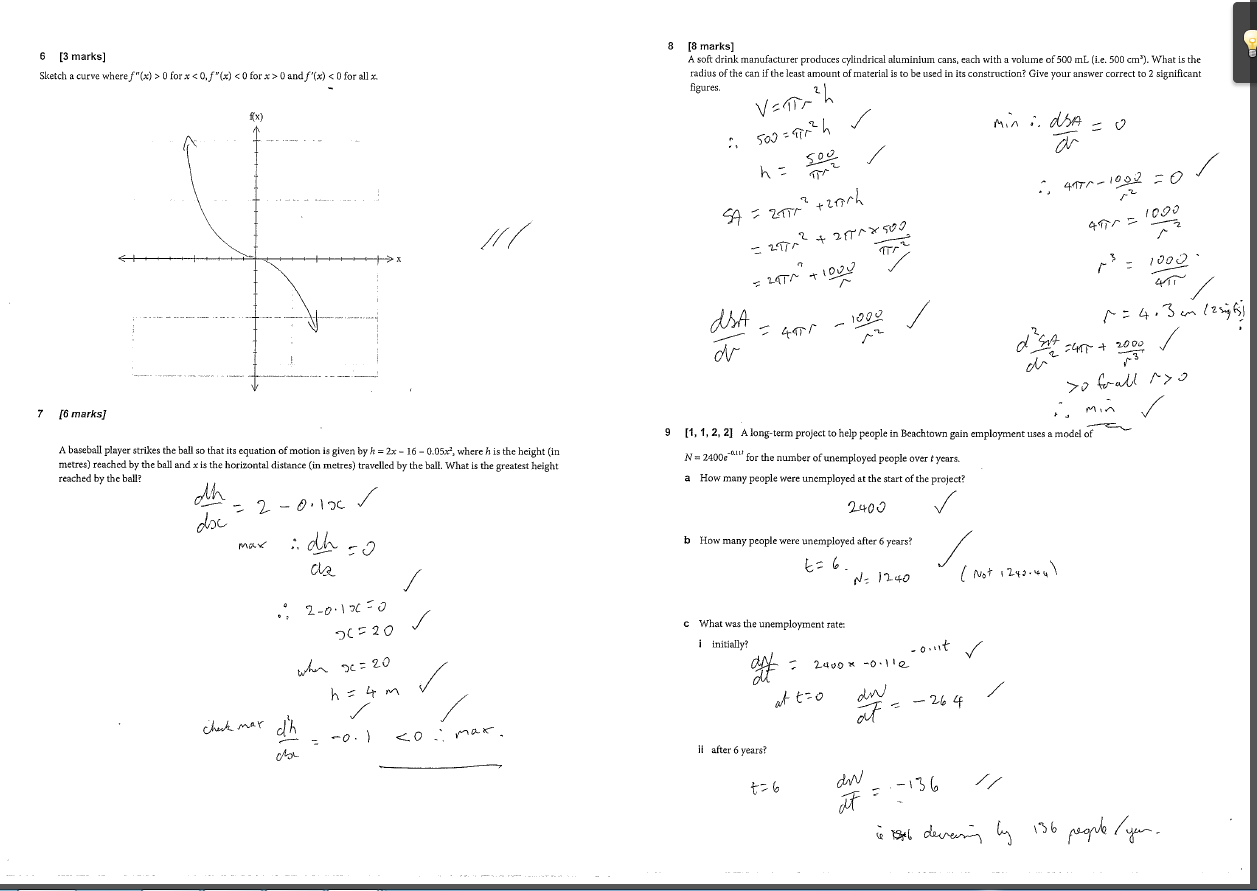 6 [3 marks]
Sketch a curve where f″(x) > 0 for x < 0, f″(x) < 0 for x > 0 and f′(x) < 0 for all x.
f(x)
x
7 [6 marks]
A baseball player strikes the ball so that its equation of motion is given by h = 2x − 16 − 0.05x², where h is the height (in
metres) reached by the ball and x is the horizontal distance (in metres) travelled by the ball. What is the greatest height
reached by the ball?
dh/dx = 2 − 0.1x ✓
max ∴ dh/dx = 0
✓
∴ 2−0.1x = 0
x = 20 ✓
when x = 20
h = 4 m ✓
check max d²h/dx = −0.1 <0 ∴ max.
8 [8 marks]
A soft drink manufacturer produces cylindrical aluminium cans, each with a volume of 500 mL (i.e. 500 cm³). What is the
radius of the can if the least amount of material is to be used in its construction? Give your answer correct to 2 significant
figures.
V = πr²h
∴ 500 = πr²h ✓
h = 500/πr² ✓
SA = 2πr² + 2πrh
= 2πr² + 2πr × 500/πr²
= 2πr² + 1000/r ✓
dSA/dr = 4πr − 1000/r² ✓
min ∴ dSA/dr = 0
∴ 4πr − 1000/r² = 0 ✓
4πr = 1000/r²
r³ = 1000/4π
✓
r = 4.3 cm (2 sig fs)
d²SA/dr² = 4π + 2000/r³ ✓
>0 for all r>0
∴ min ✓
9 [1, 1, 2, 2] A long-term project to help people in Beachtown gain employment uses a model of
N = 2400e^−0.11t for the number of unemployed people over t years.
a How many people were unemployed at the start of the project?
2400 ✓
b How many people were unemployed after 6 years?
t = 6. N = 1240 ✓ (Not 1240.44)
c What was the unemployment rate:
i initially?
dN/dt = 2400 × −0.11e^−0.11t ✓
at t=0 dN/dt = −264
ii after 6 years?
t = 6 dN/dt = −136
ie decreasing by 136 people/year.